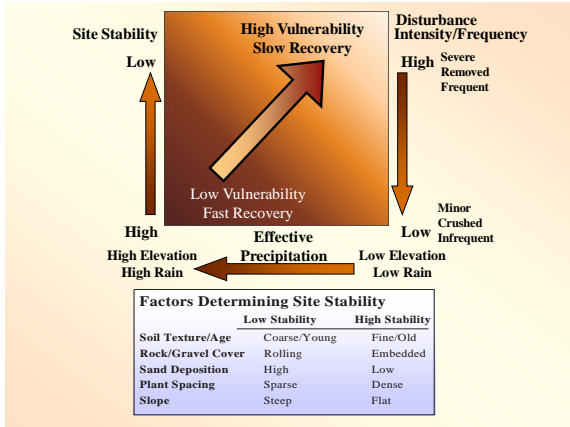 Site Stability
Low
High
High Vulnerability
Slow Recovery
Low Vulnerability
Fast Recovery
Disturbance
Intensity/Frequency
High
Severe
Removed
Frequent
Low
Minor
Crushed
Infrequent
High Elevation
High Rain
Effective
Precipitation
Low Elevation
Low Rain
Factors Determining Site Stability
Low Stability High Stability
Soil Texture/Age Coarse/Young Fine/Old
Rock/Gravel Cover Rolling Embedded
Sand Deposition High Low
Plant Spacing Sparse Dense
Slope Steep Flat